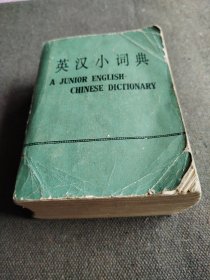 英汉小词典
A JUNIOR ENGLISH-
CHINESE DICTIONARY